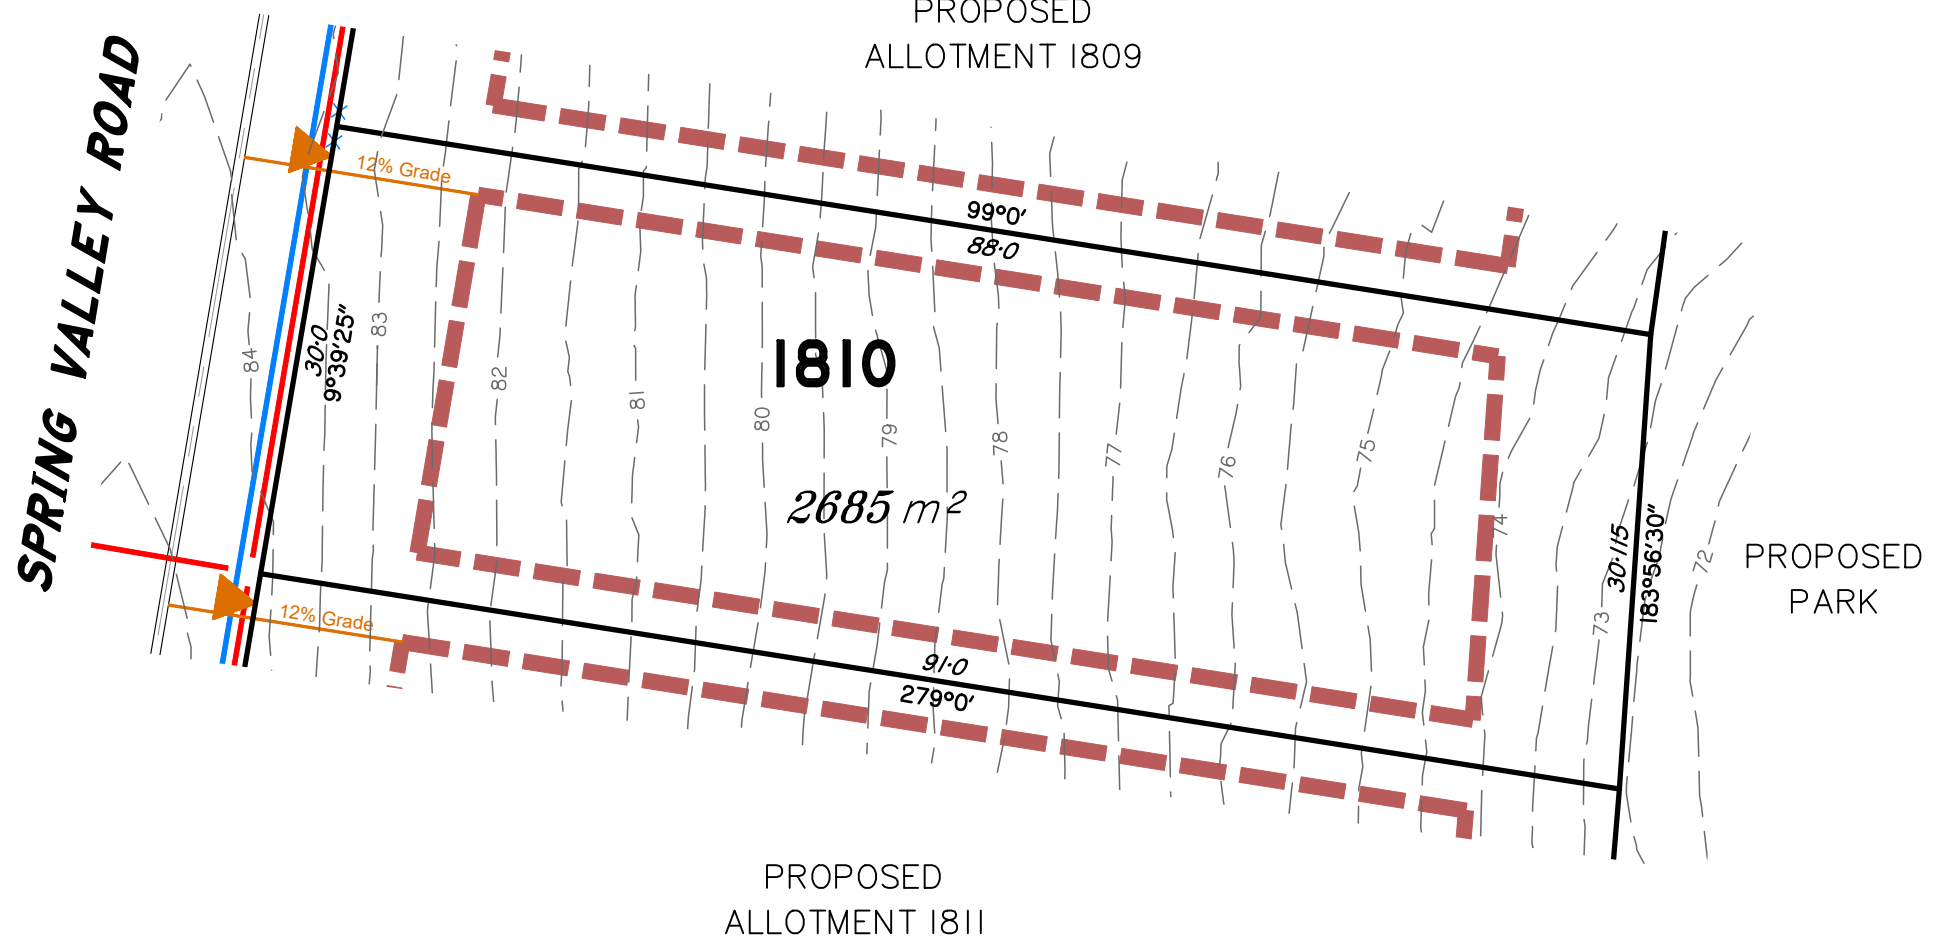 PROPOSED
ALLOTMENT 1809
SPRING VALLEY ROAD
12% Grade
99°0'
88·0
30·0
9°39'25"
84
83
82
81
80
79
78
77
76
75
74
73
72
1810
2685 m²
30·115
183°56'30"
PROPOSED
PARK
12% Grade
91·0
279°0'
PROPOSED
ALLOTMENT 1811